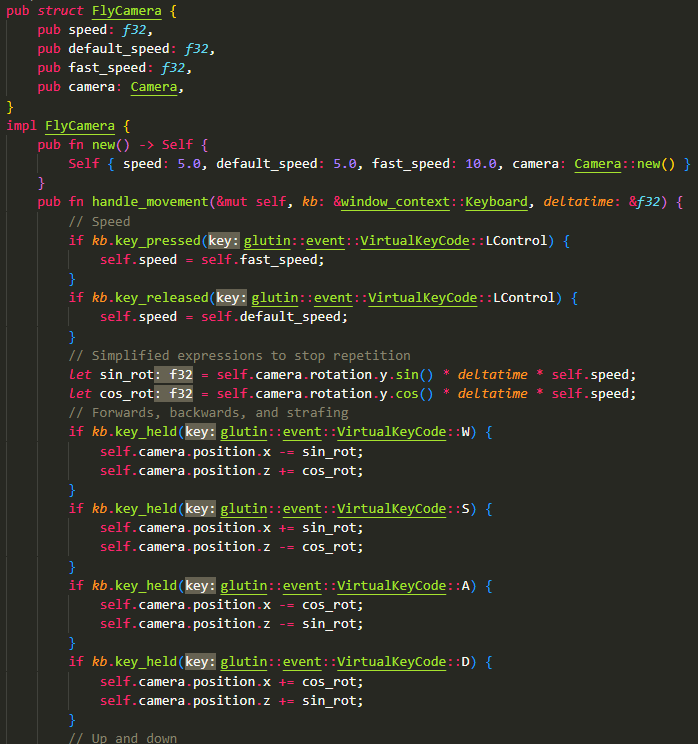 pub struct FlyCamera {
    pub speed: f32,
    pub default_speed: f32,
    pub fast_speed: f32,
    pub camera: Camera,
}
impl FlyCamera {
    pub fn new() -> Self {
        Self { speed: 5.0, default_speed: 5.0, fast_speed: 10.0, camera: Camera::new() }
    }
    pub fn handle_movement(&mut self, kb: &window_context::Keyboard, deltatime: &f32) {
        // Speed
        if kb.key_pressed(key: glutin::event::VirtualKeyCode::LControl) {
            self.speed = self.fast_speed;
        }
        if kb.key_released(key: glutin::event::VirtualKeyCode::LControl) {
            self.speed = self.default_speed;
        }
        // Simplified expressions to stop repetition
        let sin_rot: f32 = self.camera.rotation.y.sin() * deltatime * self.speed;
        let cos_rot: f32 = self.camera.rotation.y.cos() * deltatime * self.speed;
        // Forwards, backwards, and strafing
        if kb.key_held(key: glutin::event::VirtualKeyCode::W) {
            self.camera.position.x -= sin_rot;
            self.camera.position.z += cos_rot;
        }
        if kb.key_held(key: glutin::event::VirtualKeyCode::S) {
            self.camera.position.x += sin_rot;
            self.camera.position.z -= cos_rot;
        }
        if kb.key_held(key: glutin::event::VirtualKeyCode::A) {
            self.camera.position.x -= cos_rot;
            self.camera.position.z -= sin_rot;
        }
        if kb.key_held(key: glutin::event::VirtualKeyCode::D) {
            self.camera.position.x += cos_rot;
            self.camera.position.z += sin_rot;
        }
        // Up and down